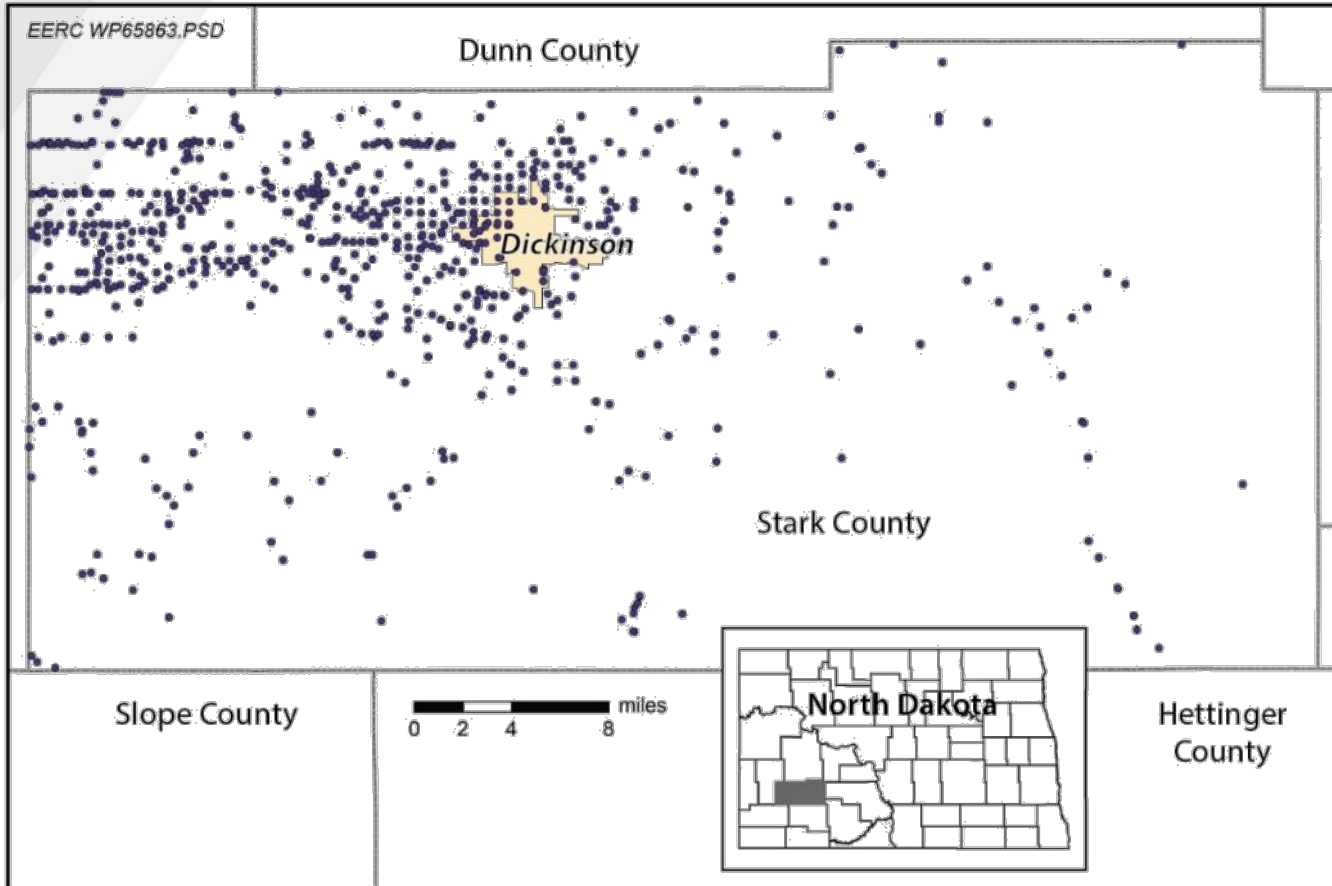 EERC WP65863.PSD
Dunn County
Dickinson
Stark County
North Dakota
Slope County
miles
0 2 4 8
Hettinger
County